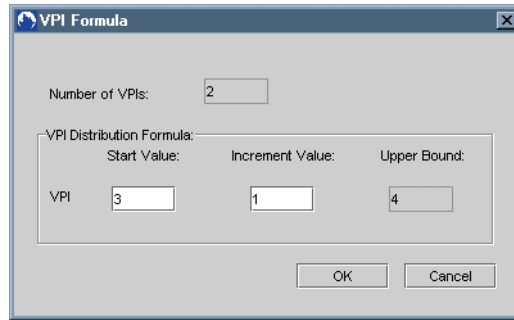 VPI Formula
Number of VPIs: 2
VPI Distribution Formula:
Start Value: Increment Value: Upper Bound:
VPI 3 1 4
OK Cancel